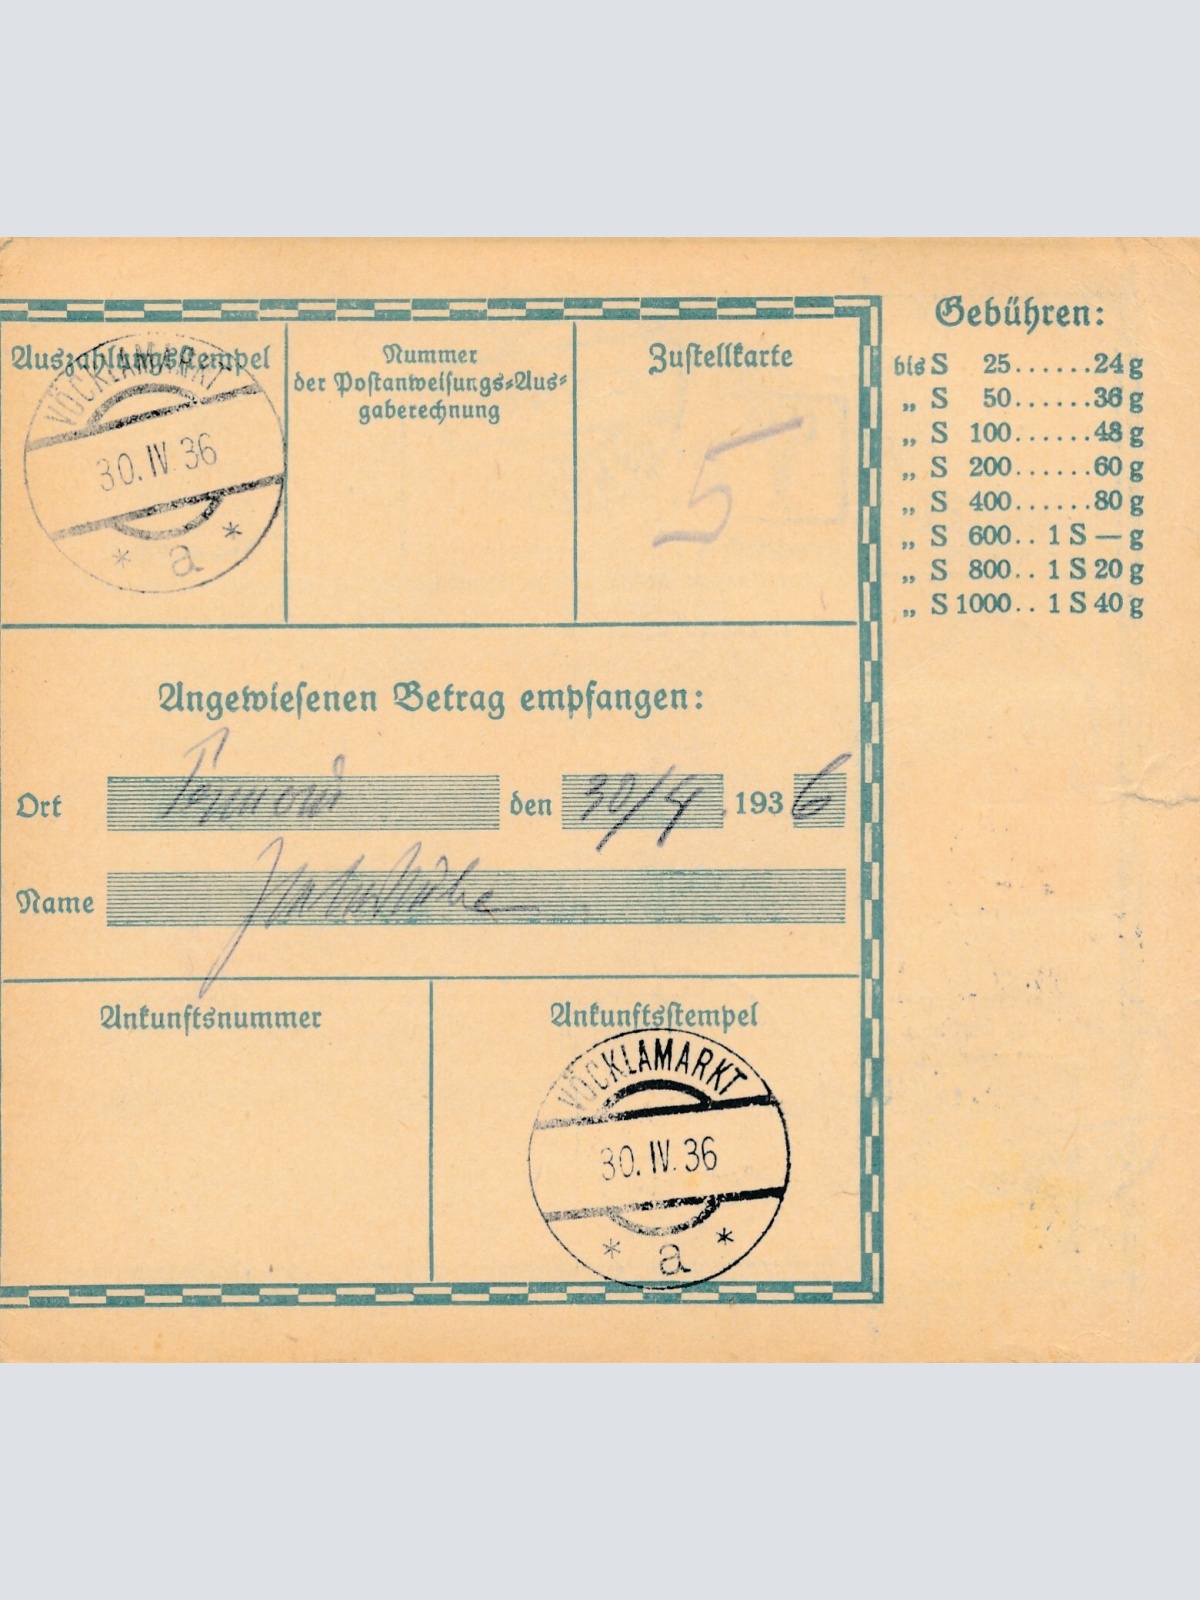 Gebühren:
bis S 25......24 g
„ S 50......36 g
„ S 100......48 g
„ S 200......60 g
„ S 400......80 g
„ S 600.. 1 S — g
„ S 800.. 1 S 20 g
„ S 1000.. 1 S 40 g
Auszahlungsstempel
VÖCKLAMARKT
30. IV. 36
* a *
Nummer
der Postanweisungs-Aus-
gaberechnung
Zustellkarte
5
Angewiesenen Betrag empfangen:
Ort den 30/4 . 1936
Name
Ankunftsnummer
Ankunftsstempel
VÖCKLAMARKT
30. IV. 36
* a *